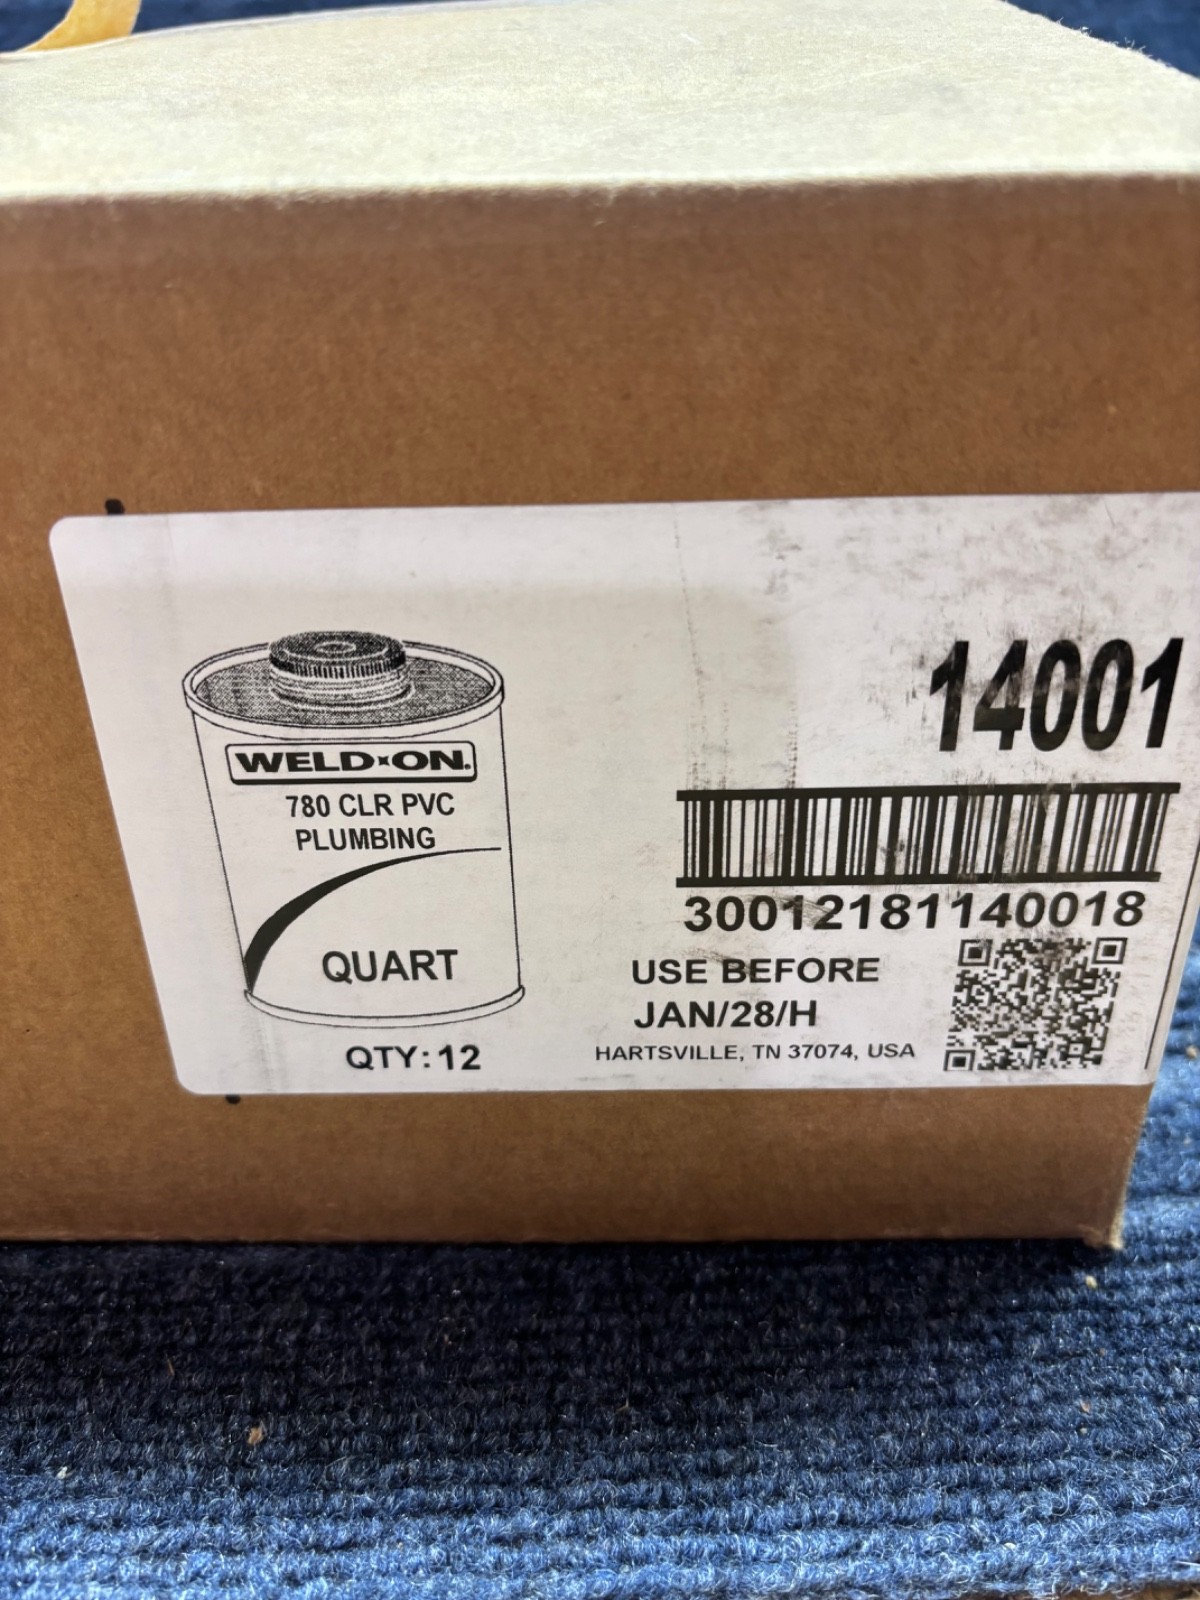 WELD-ON.
780 CLR PVC
PLUMBING
QUART
QTY: 12
14001
30012181140018
USE BEFORE
JAN/28/H
HARTSVILLE, TN 37074, USA